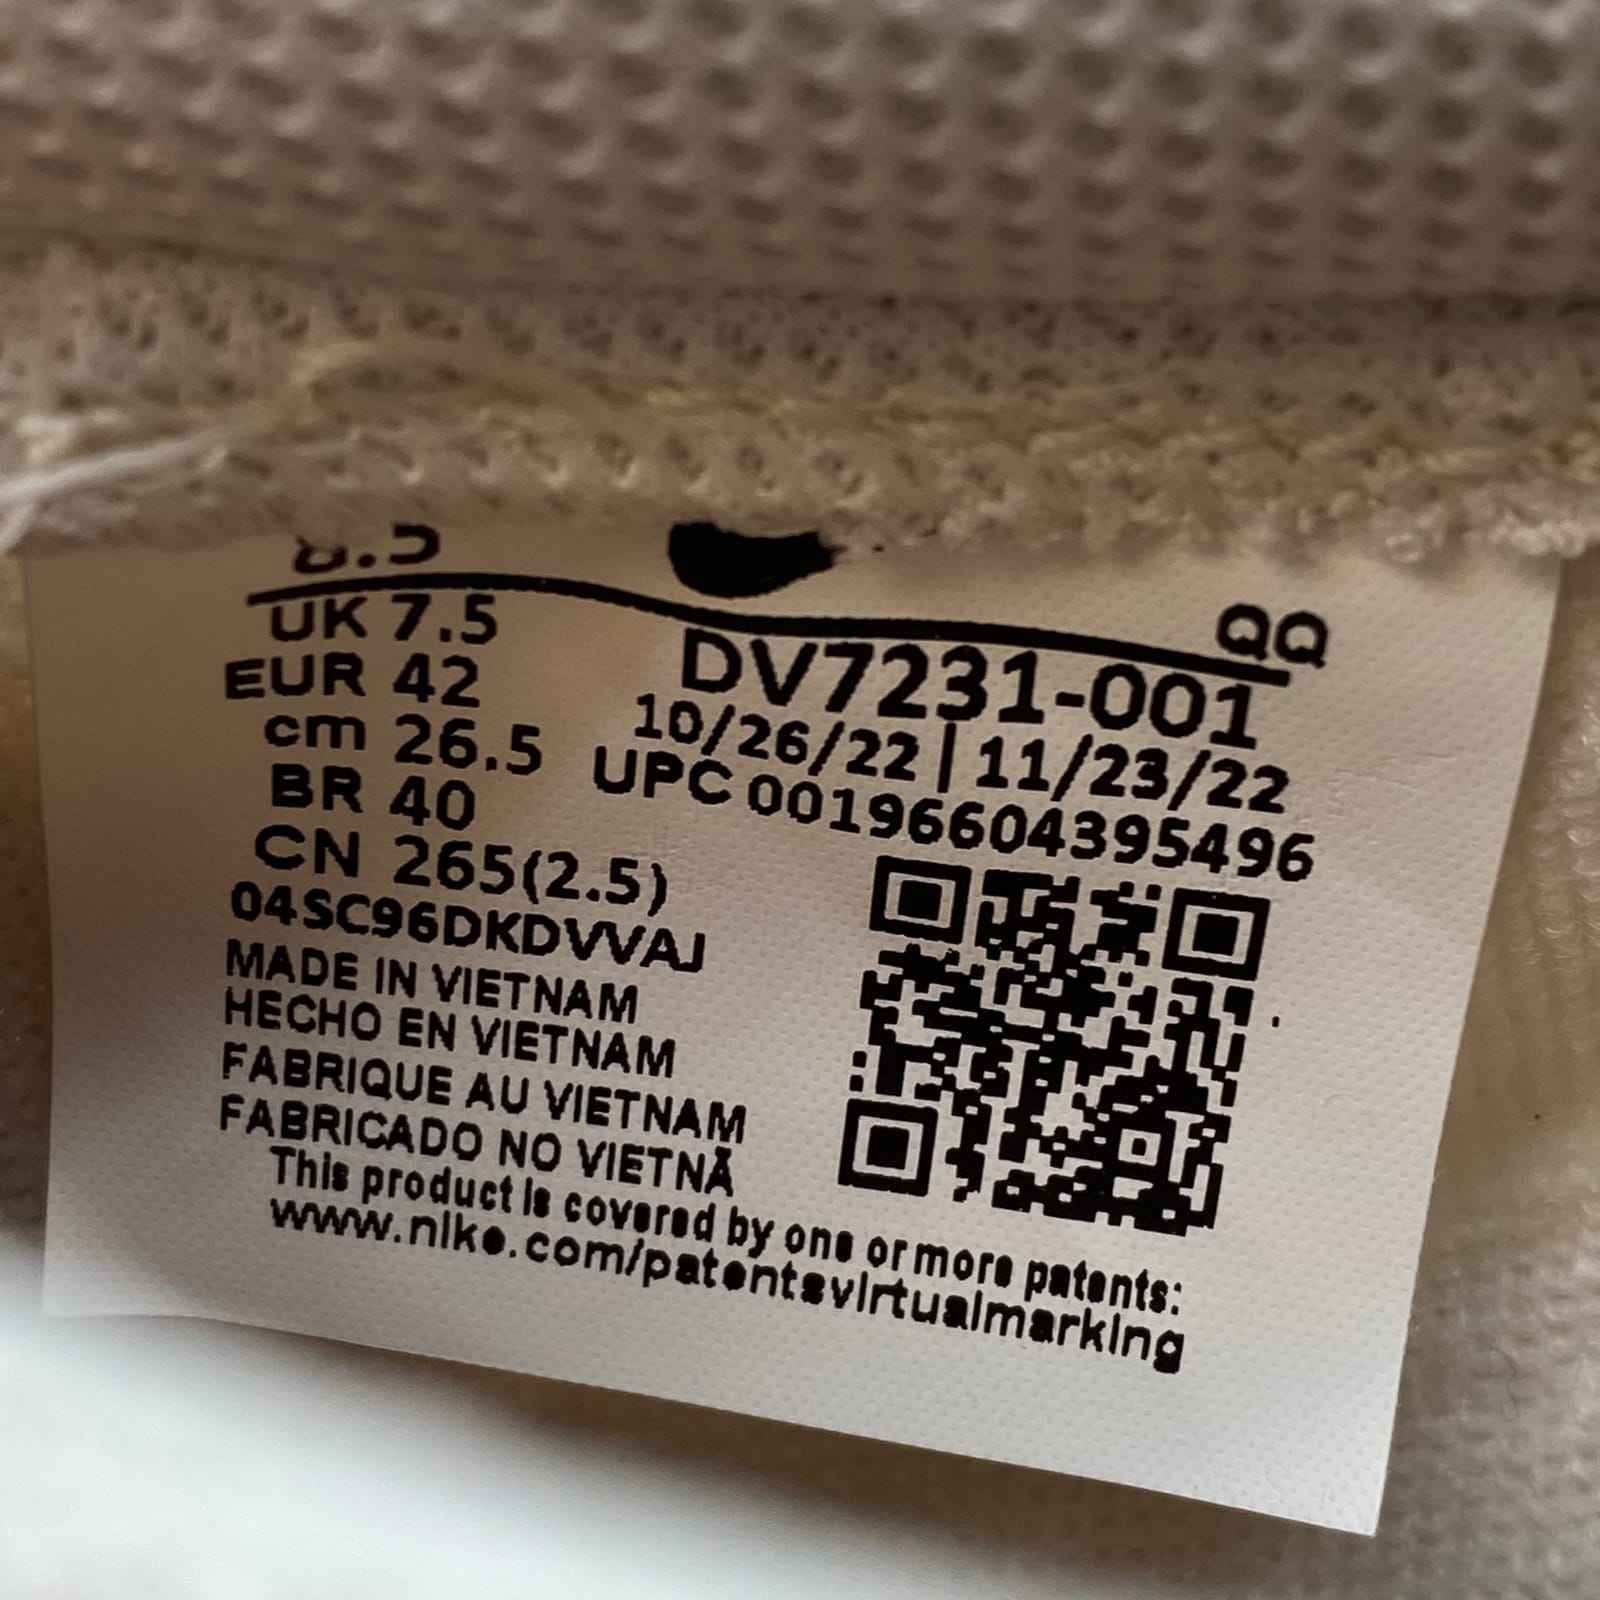 8.5
UK 7.5
EUR 42
cm 26.5
BR 40
CN 265(2.5)
04SC96DKDVVAJ
QQ
DV7231-001
10/26/22 | 11/23/22
UPC 00196604395496
MADE IN VIETNAM
HECHO EN VIETNAM
FABRIQUE AU VIETNAM
FABRICADO NO VIETNÃ
This product is covered by one or more patents:
www.nike.com/patentsvirtualmarking